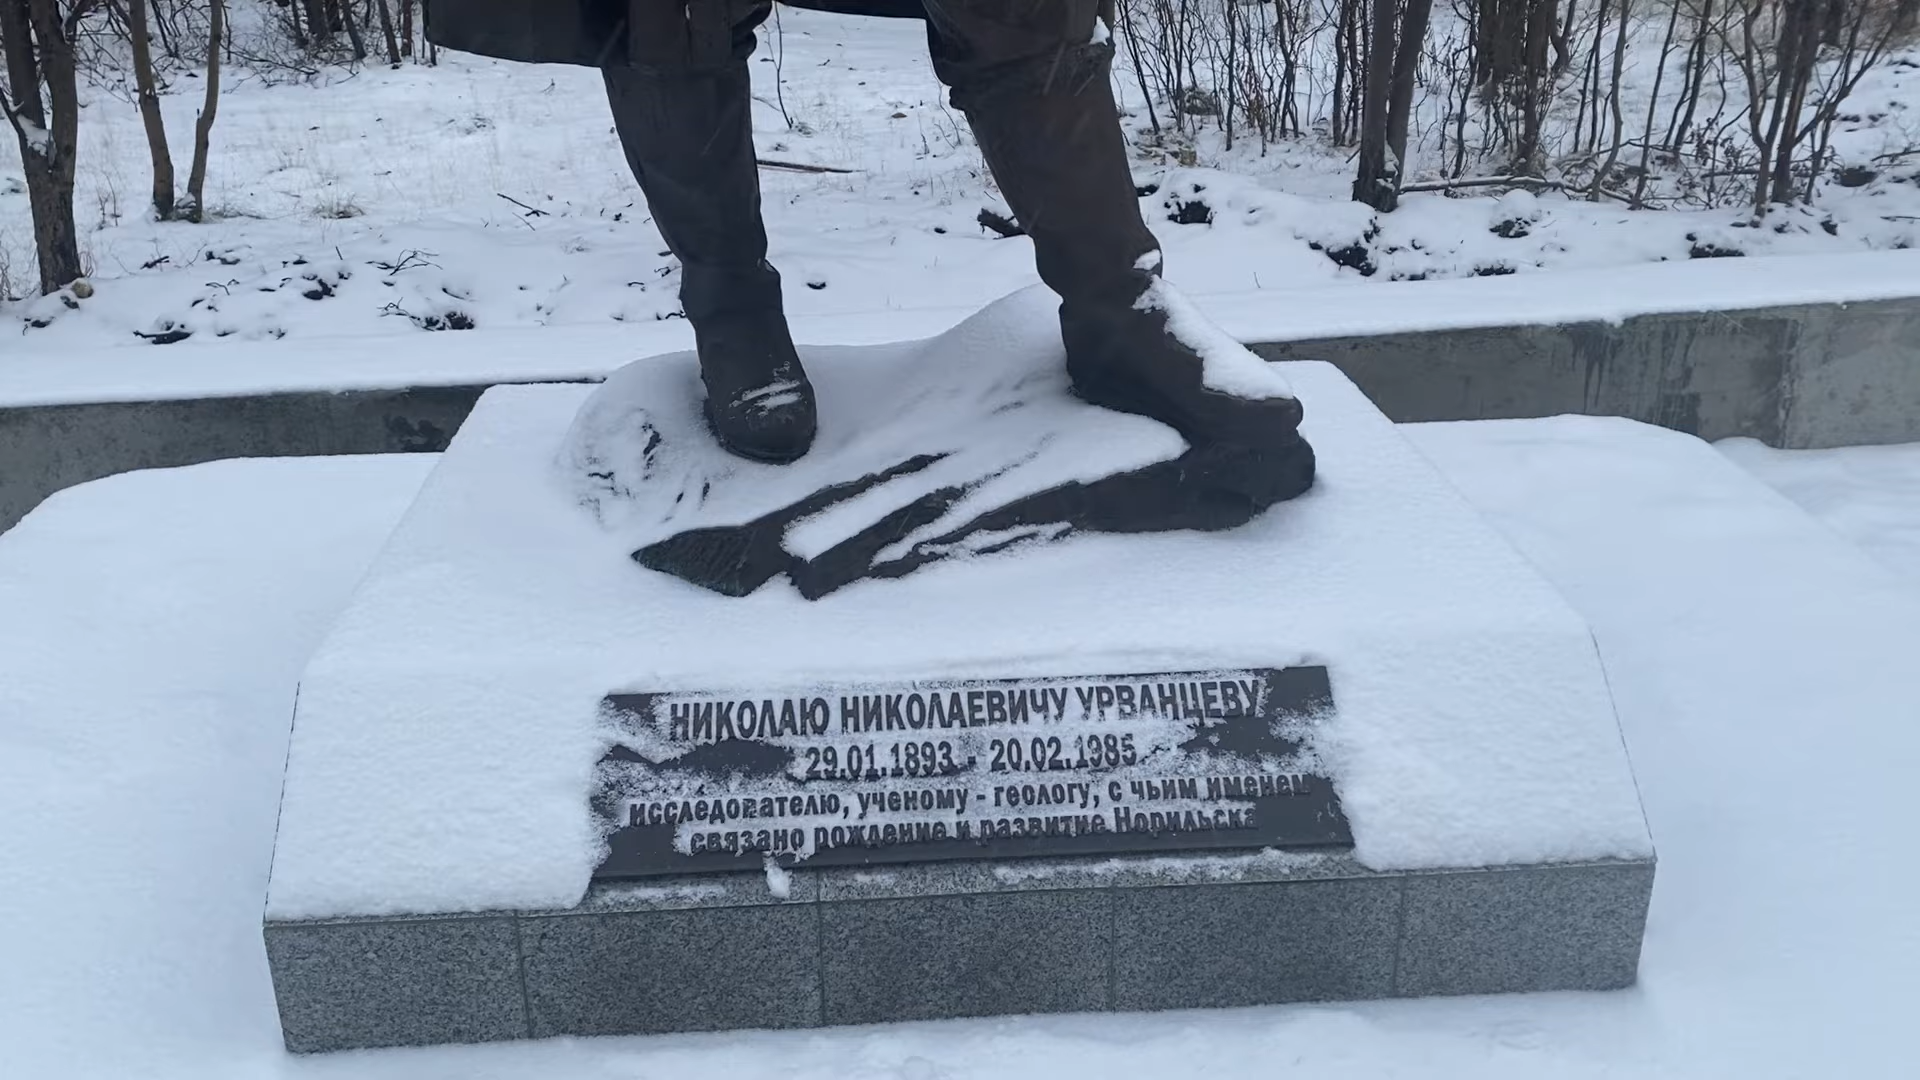 НИКОЛАЮ НИКОЛАЕВИЧУ УРВАНЦЕВУ
29.01.1893 - 20.02.1985
исследователю, ученому - геологу, с чьим именем
связано рождение и развитие Норильска